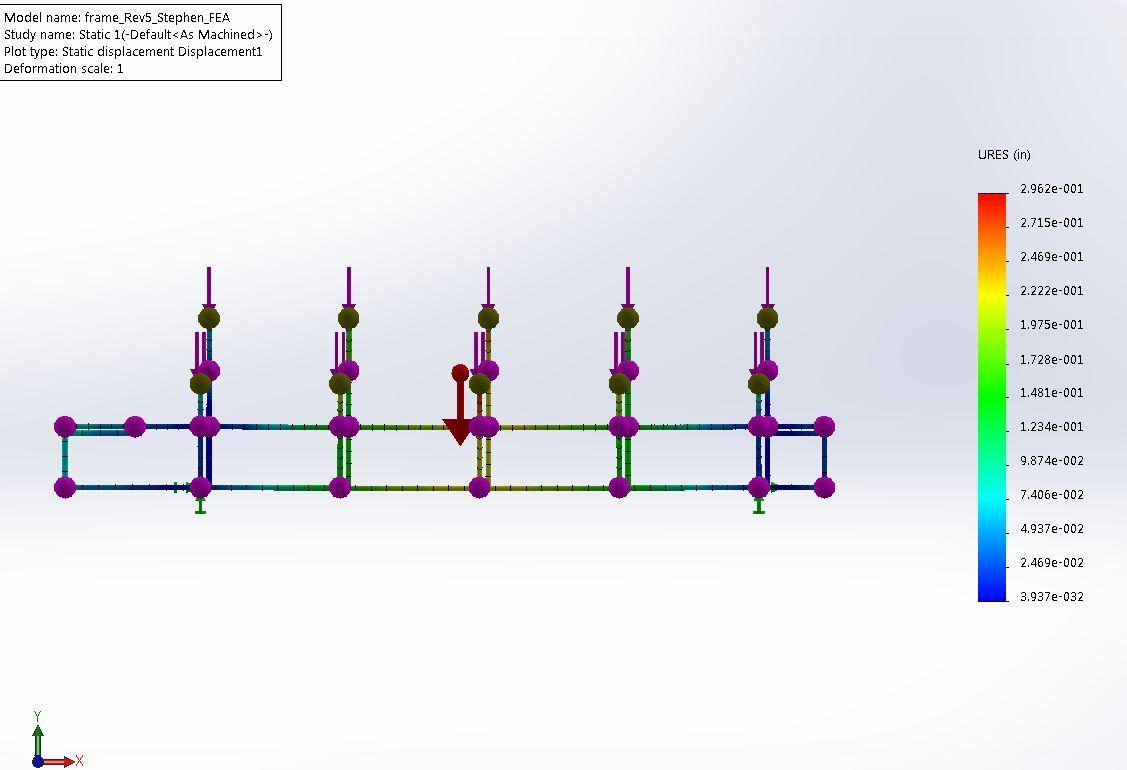 Model name: frame_Rev5_Stephen_FEA
Study name: Static 1(-Default<As Machined>-)
Plot type: Static displacement Displacement1
Deformation scale: 1
URES (in)
2.962e-001
2.715e-001
2.469e-001
2.222e-001
1.975e-001
1.728e-001
1.481e-001
1.234e-001
9.874e-002
7.406e-002
4.937e-002
2.469e-002
3.937e-032
Y
X